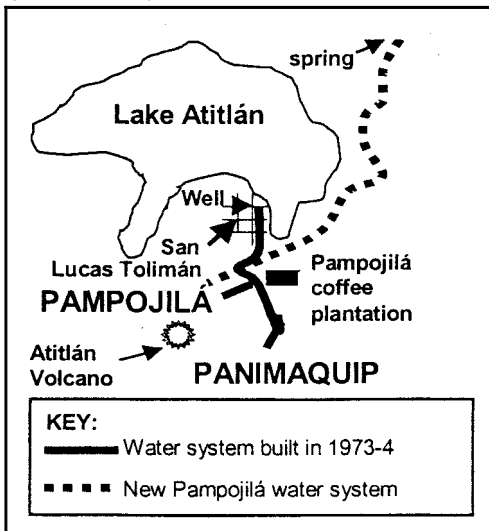 spring
Lake Atitlán
Well
San
Lucas Tolimán
Pampojilá
coffee
plantation
PAMPOJILÁ
Atitlán
Volcano
PANIMAQUIP
KEY:
Water system built in 1973-4
New Pampojilá water system